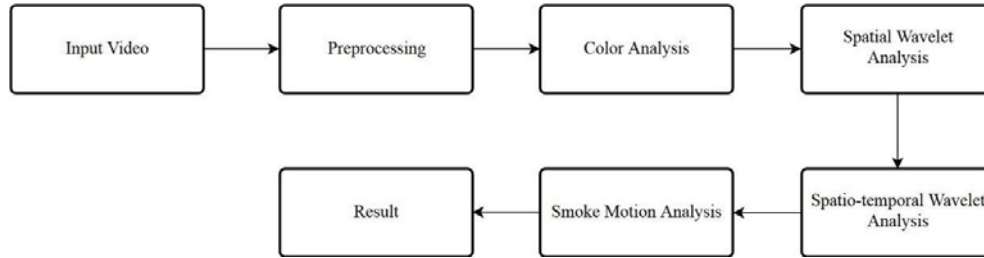 Input Video
Preprocessing
Color Analysis
Spatial Wavelet
Analysis
Spatio-temporal Wavelet
Analysis
Smoke Motion Analysis
Result